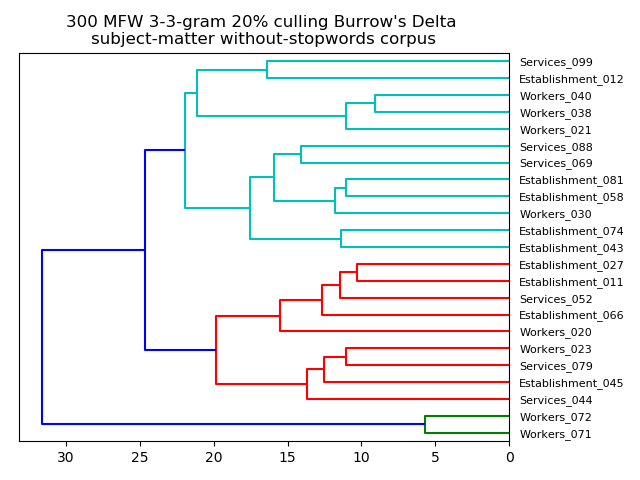 300 MFW 3-3-gram 20% culling Burrow's Delta
subject-matter without-stopwords corpus
Services_099
Establishment_012
Workers_040
Workers_038
Workers_021
Services_088
Services_069
Establishment_081
Establishment_058
Workers_030
Establishment_074
Establishment_043
Establishment_027
Establishment_011
Services_052
Establishment_066
Workers_020
Workers_023
Services_079
Establishment_045
Services_044
Workers_072
Workers_071
30 25 20 15 10 5 0